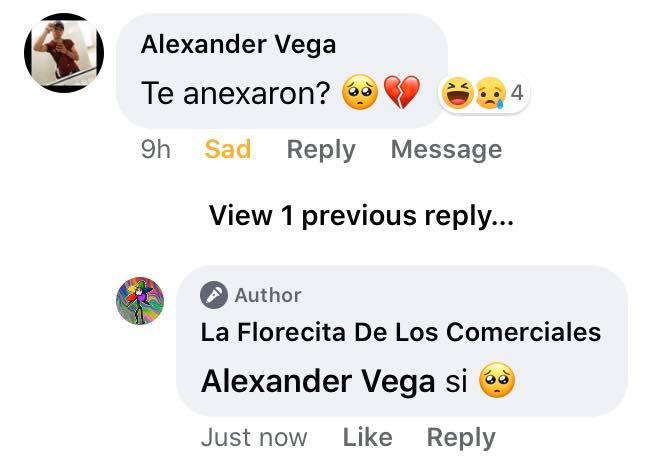 Alexander Vega
Te anexaron? 🥺💔
😆😢 4
9h Sad Reply Message
View 1 previous reply...
Author
La Florecita De Los Comerciales
Alexander Vega si 🥺
Just now Like Reply